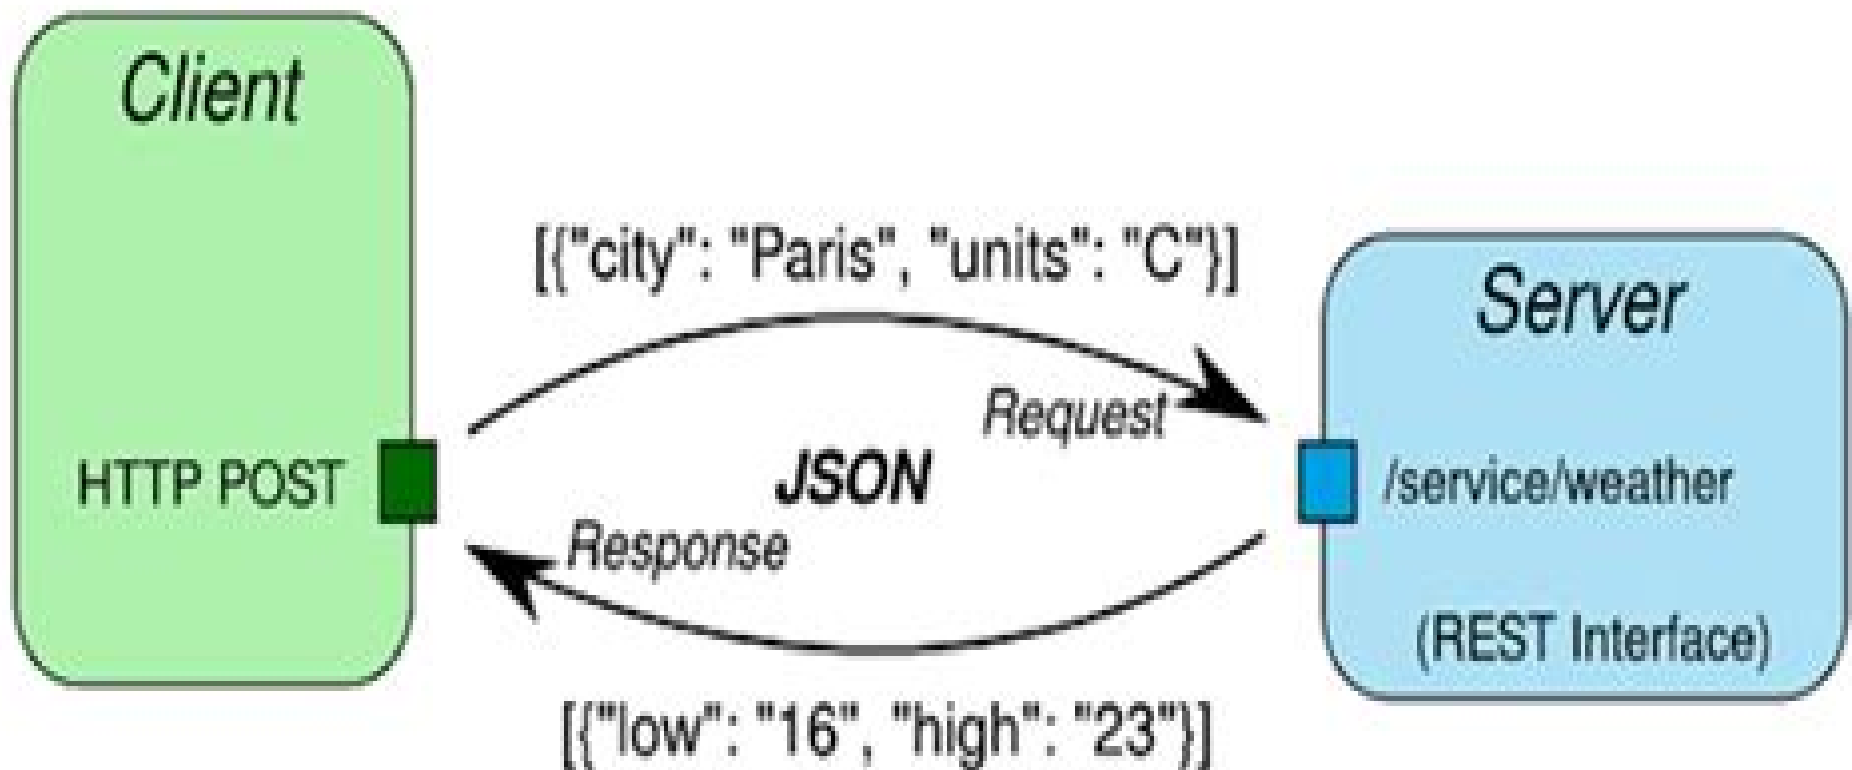 Client
HTTP POST
[{"city": "Paris", "units": "C"}]
Request
JSON
Response
[{"low": "16", "high": "23"}]
Server
/service/weather
(REST Interface)